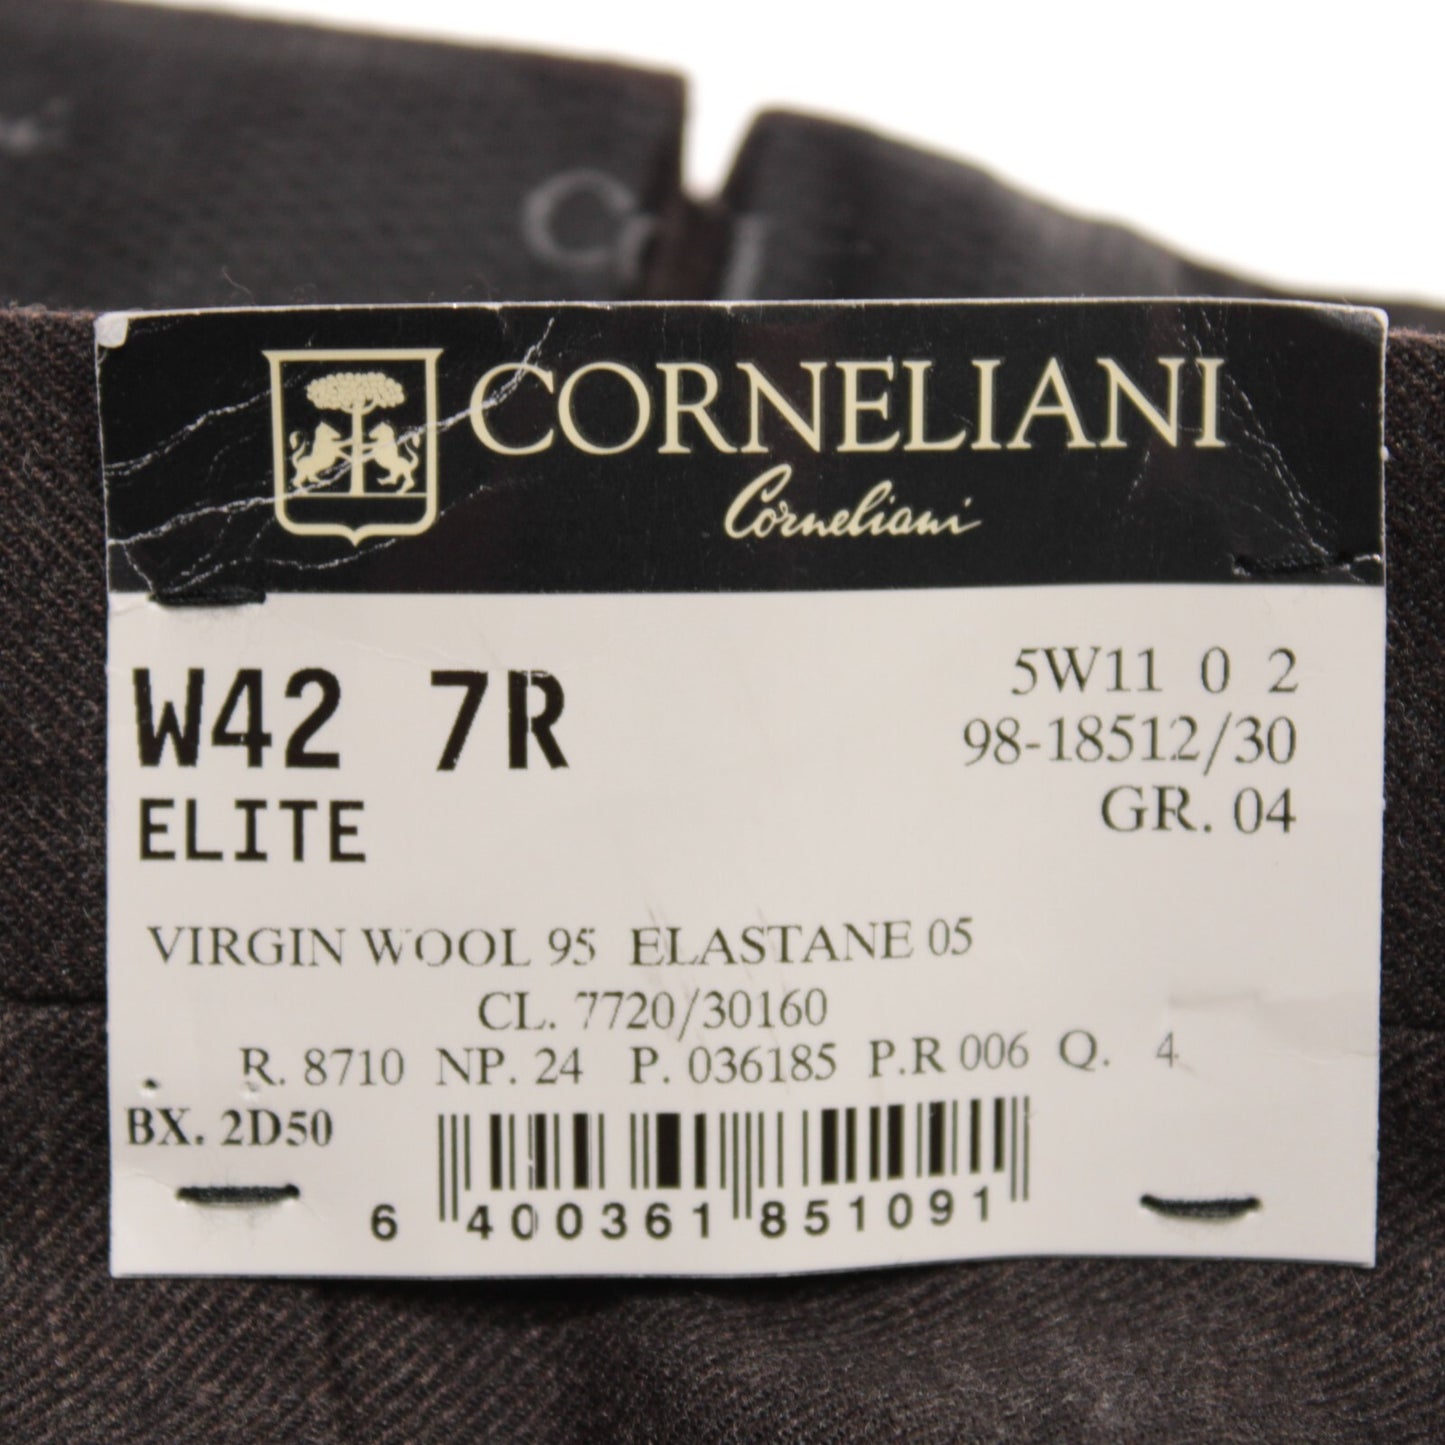 CORNELIANI
Corneliani
W42 7R
5W11 0 2
98-18512/30
ELITE
GR. 04
VIRGIN WOOL 95 ELASTANE 05
CL. 7720/30160
R. 8710 NP. 24 P. 036185 P.R 006 Q. 4
BX. 2D50
6 400361 851091